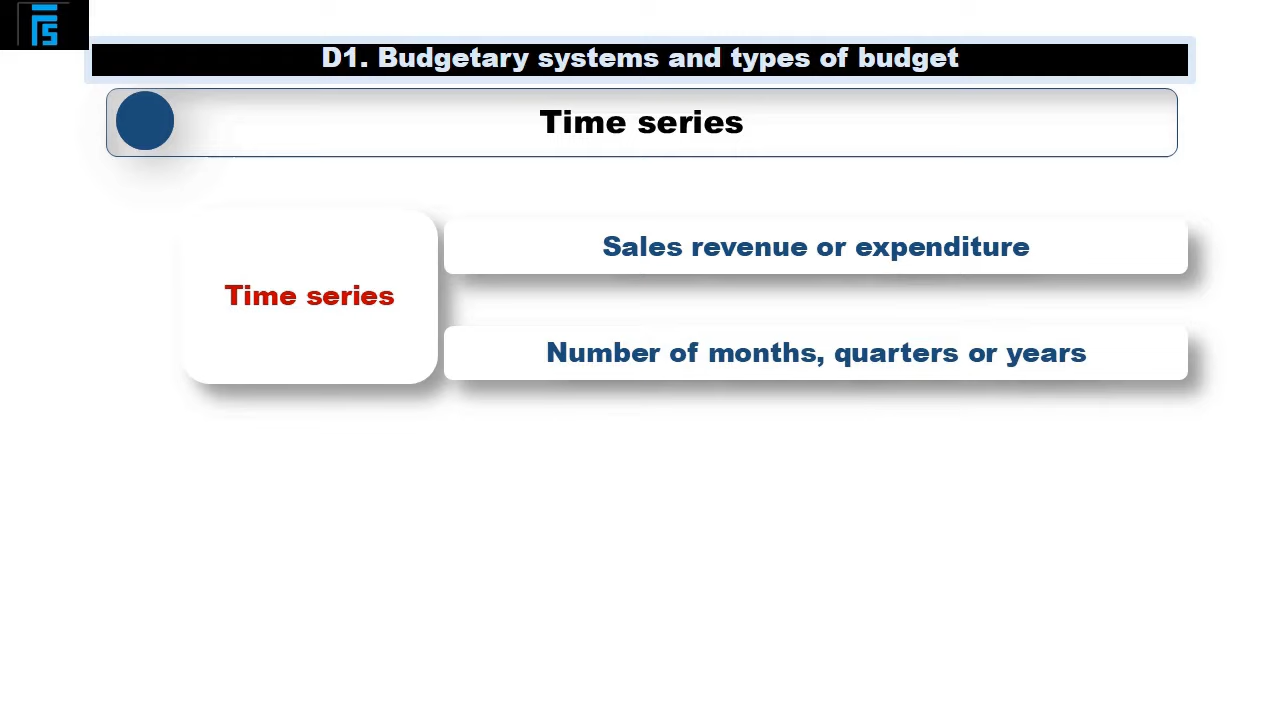 D1. Budgetary systems and types of budget
Time series
Sales revenue or expenditure
Time series
Number of months, quarters or years